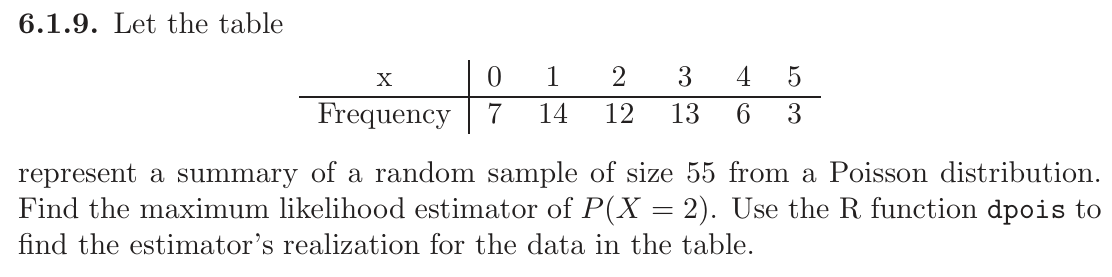 6.1.9. Let the table
x 0 1 2 3 4 5
Frequency 7 14 12 13 6 3
represent a summary of a random sample of size 55 from a Poisson distribution.
Find the maximum likelihood estimator of P(X = 2). Use the R function dpois to
find the estimator's realization for the data in the table.